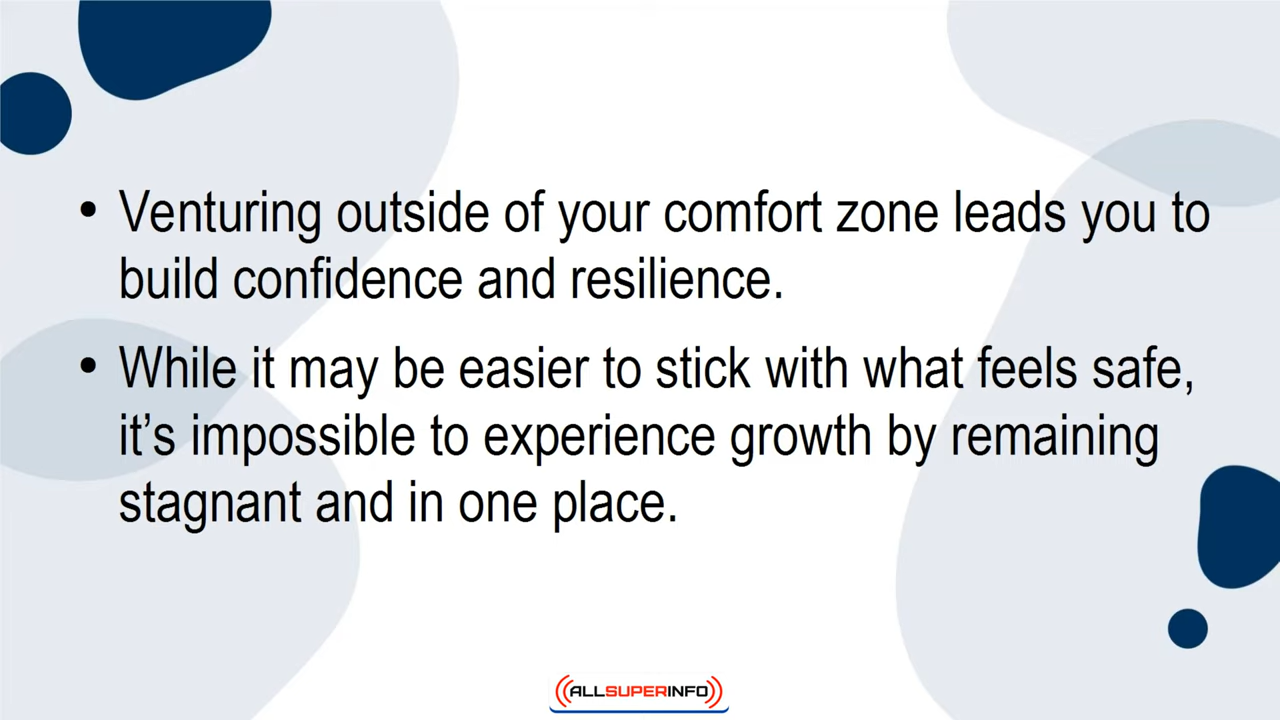 • Venturing outside of your comfort zone leads you to
build confidence and resilience.
• While it may be easier to stick with what feels safe,
it’s impossible to experience growth by remaining
stagnant and in one place.
ALLSUPERINFO